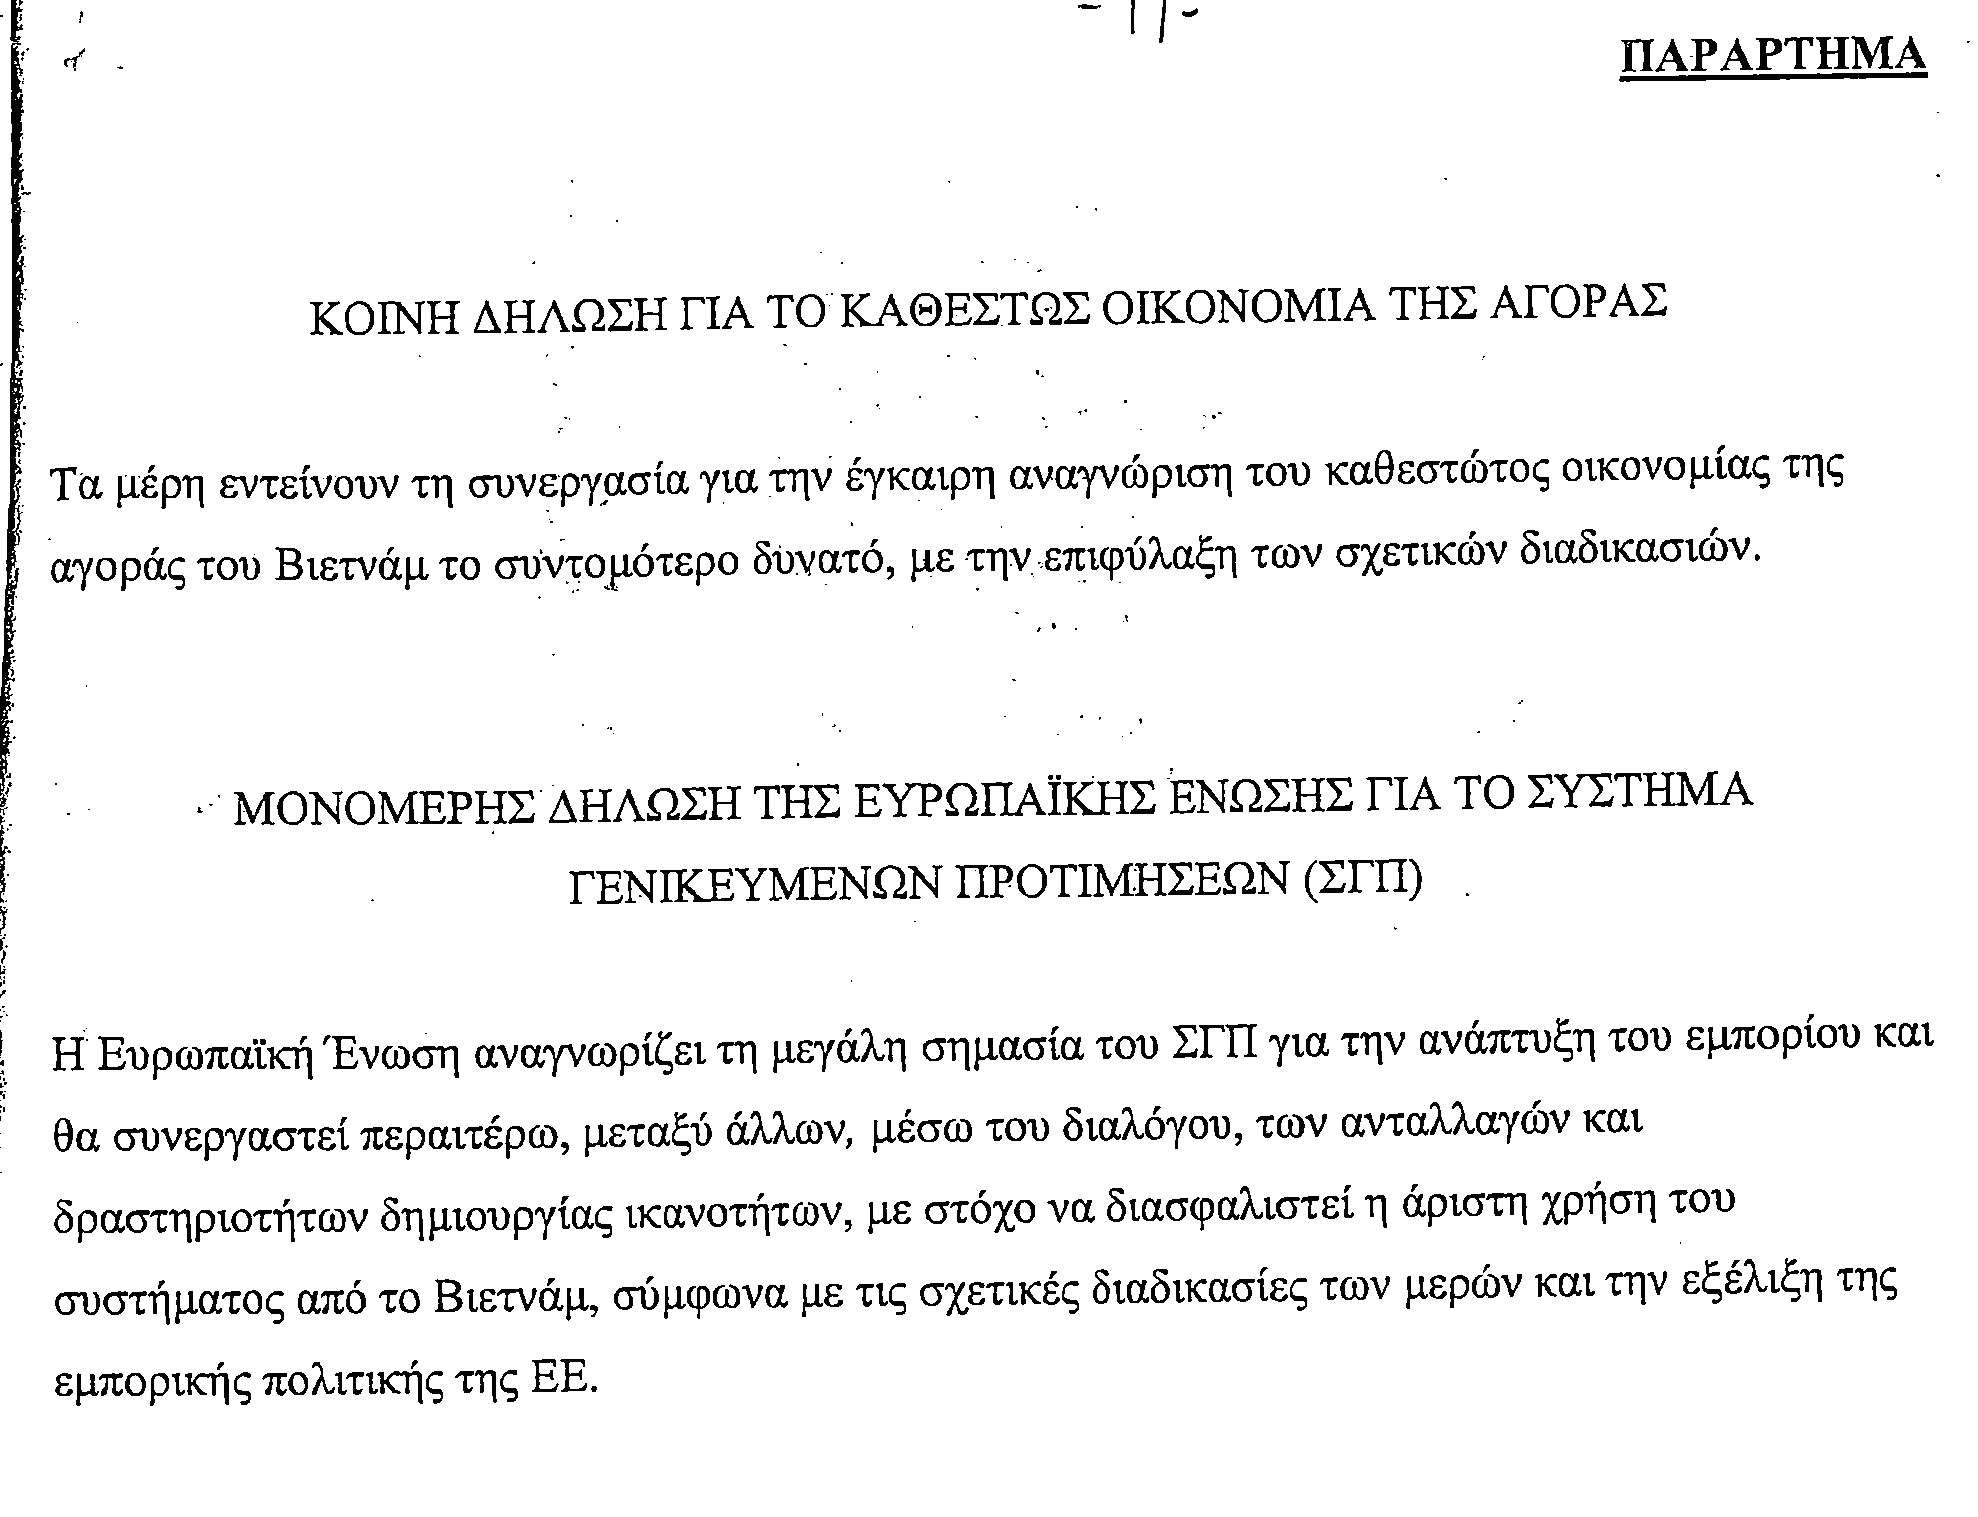 ΠΑΡΑΡΤΗΜΑ
ΚΟΙΝΗ ΔΗΛΩΣΗ ΓΙΑ ΤΟ ΚΑΘΕΣΤΩΣ ΟΙΚΟΝΟΜΙΑ ΤΗΣ ΑΓΟΡΑΣ
Τα μέρη εντείνουν τη συνεργασία για την έγκαιρη αναγνώριση του καθεστώτος οικονομίας της
αγοράς του Βιετνάμ το συντομότερο δυνατό, με την επιφύλαξη των σχετικών διαδικασιών.
ΜΟΝΟΜΕΡΗΣ ΔΗΛΩΣΗ ΤΗΣ ΕΥΡΩΠΑΪΚΗΣ ΕΝΩΣΗΣ ΓΙΑ ΤΟ ΣΥΣΤΗΜΑ
ΓΕΝΙΚΕΥΜΕΝΩΝ ΠΡΟΤΙΜΗΣΕΩΝ (ΣΓΠ)
Η Ευρωπαϊκή Ένωση αναγνωρίζει τη μεγάλη σημασία του ΣΓΠ για την ανάπτυξη του εμπορίου και
θα συνεργαστεί περαιτέρω, μεταξύ άλλων, μέσω του διαλόγου, των ανταλλαγών και
δραστηριοτήτων δημιουργίας ικανοτήτων, με στόχο να διασφαλιστεί η άριστη χρήση του
συστήματος από το Βιετνάμ, σύμφωνα με τις σχετικές διαδικασίες των μερών και την εξέλιξη της
εμπορικής πολιτικής της ΕΕ.